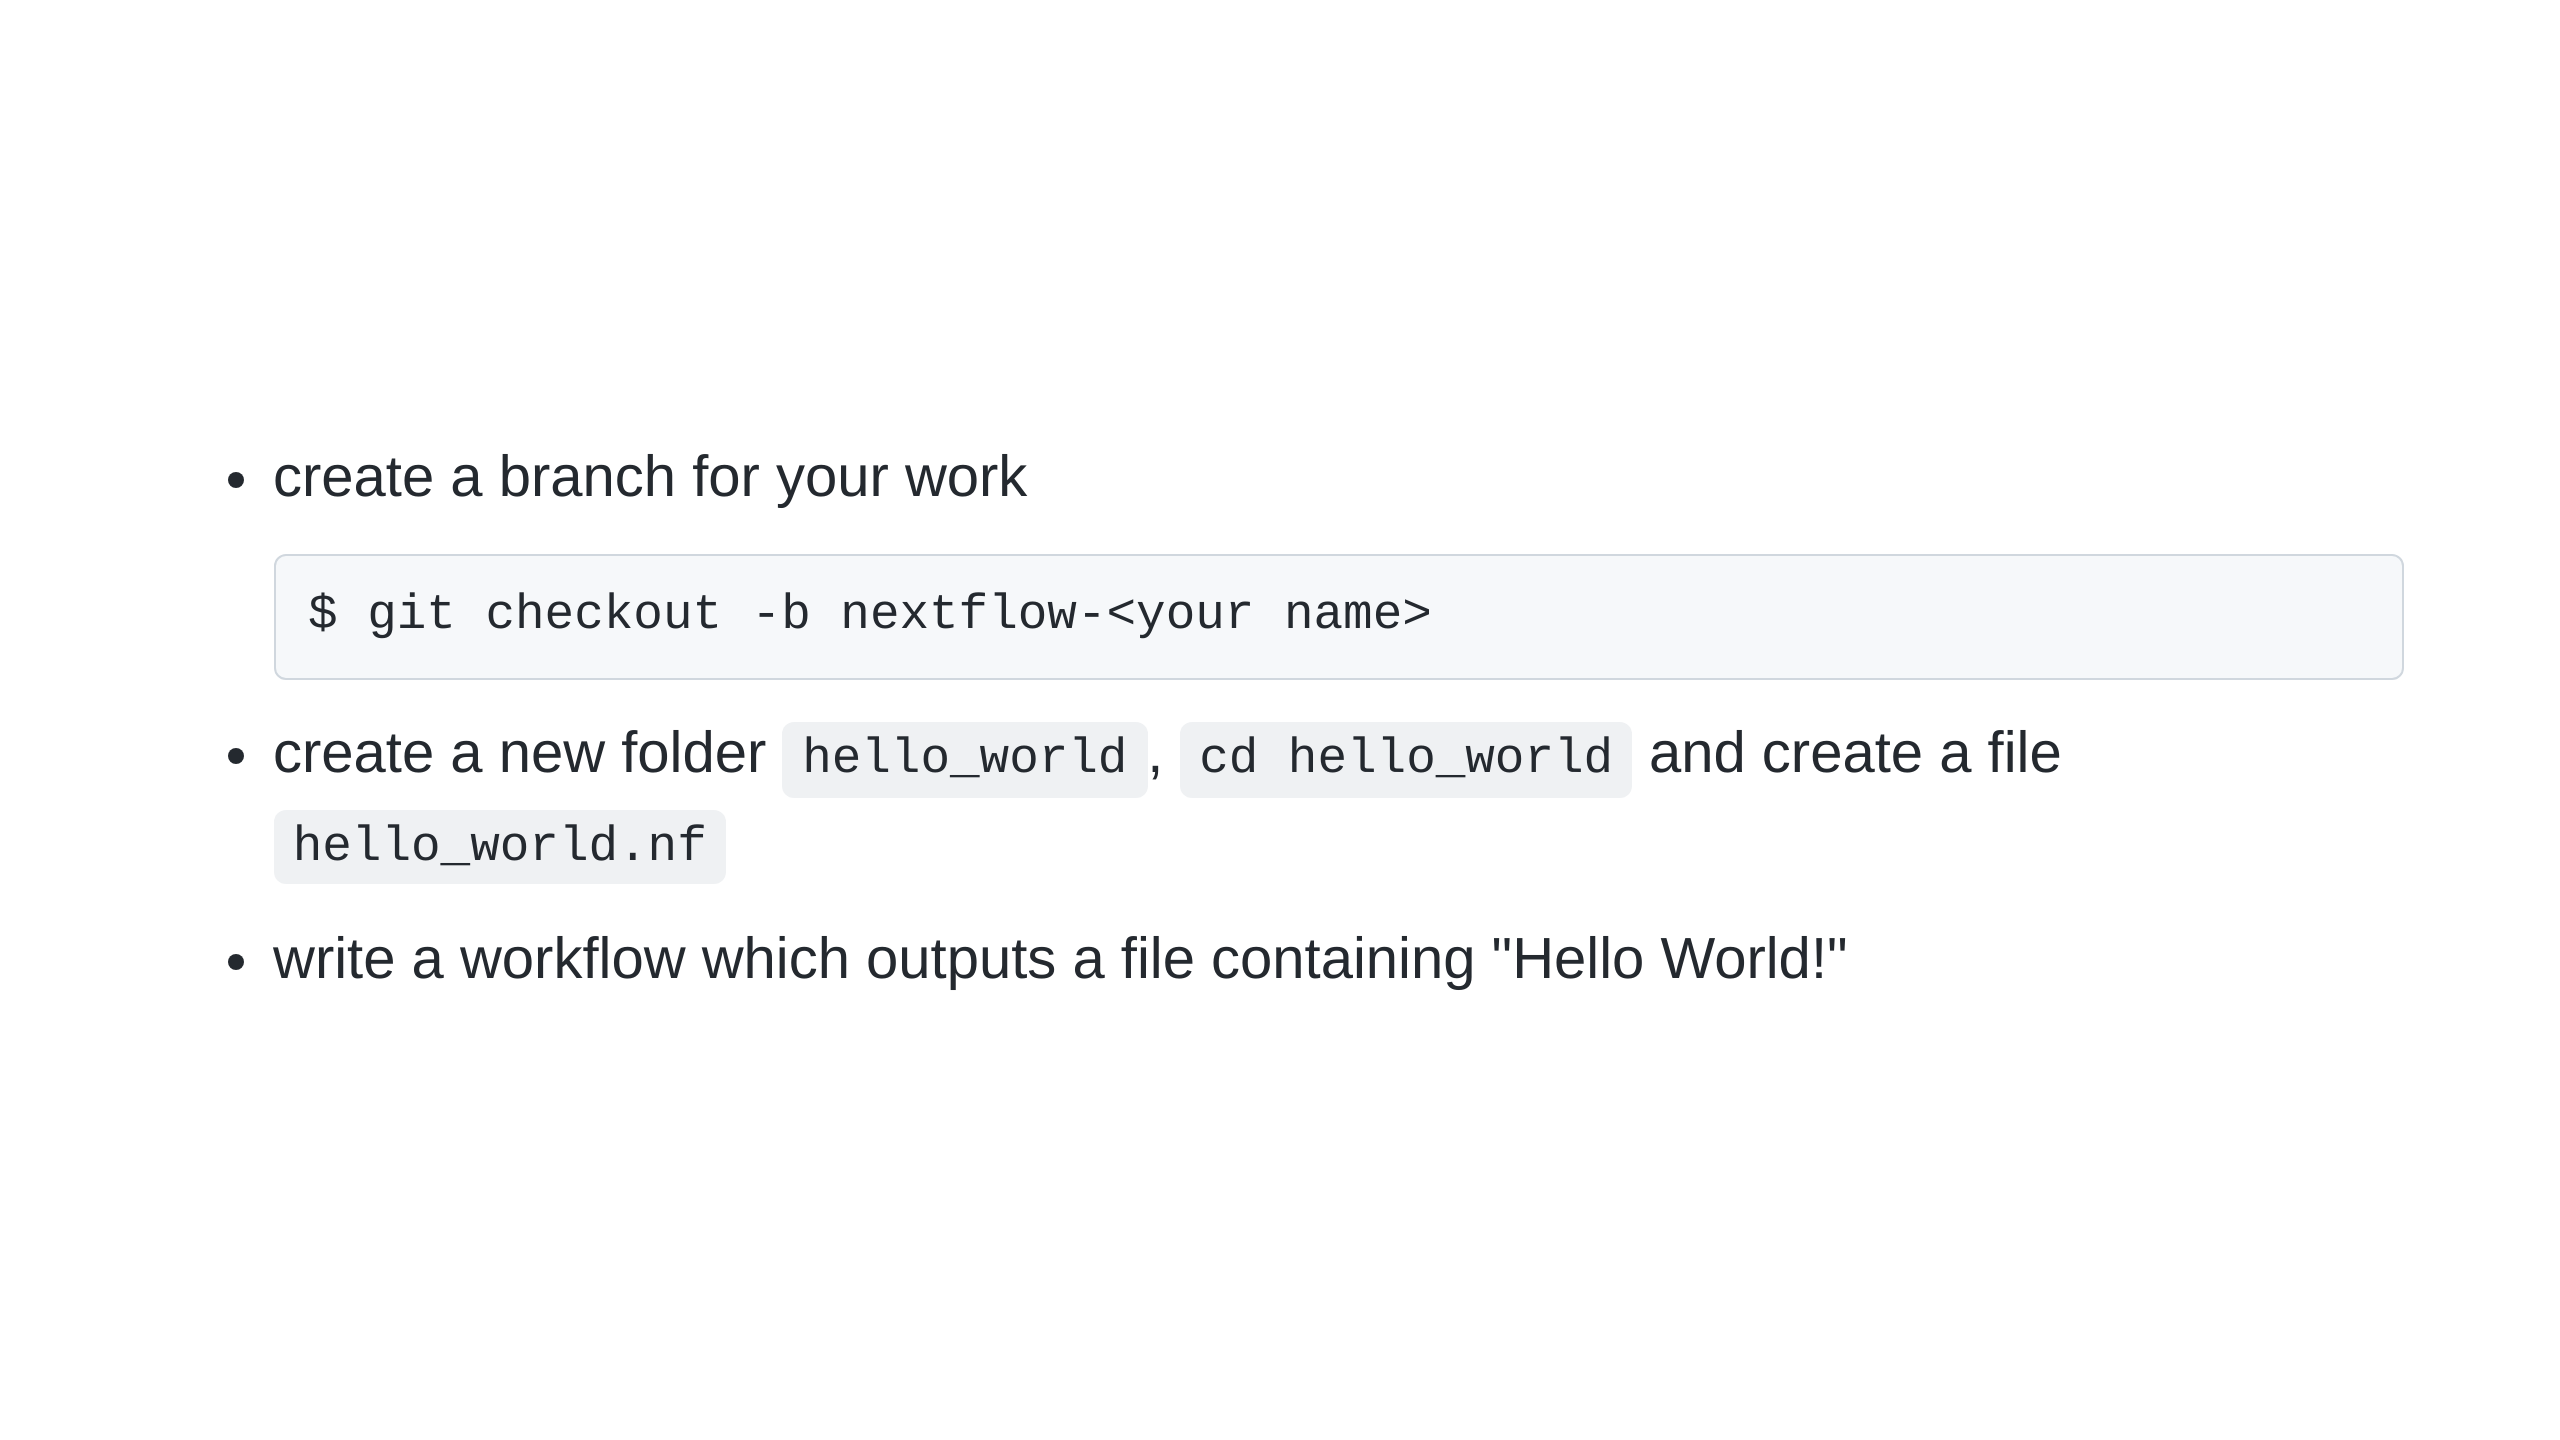 • create a branch for your work
$ git checkout -b nextflow-<your name>
• create a new folder hello_world, cd hello_world and create a file
hello_world.nf
• write a workflow which outputs a file containing "Hello World!"